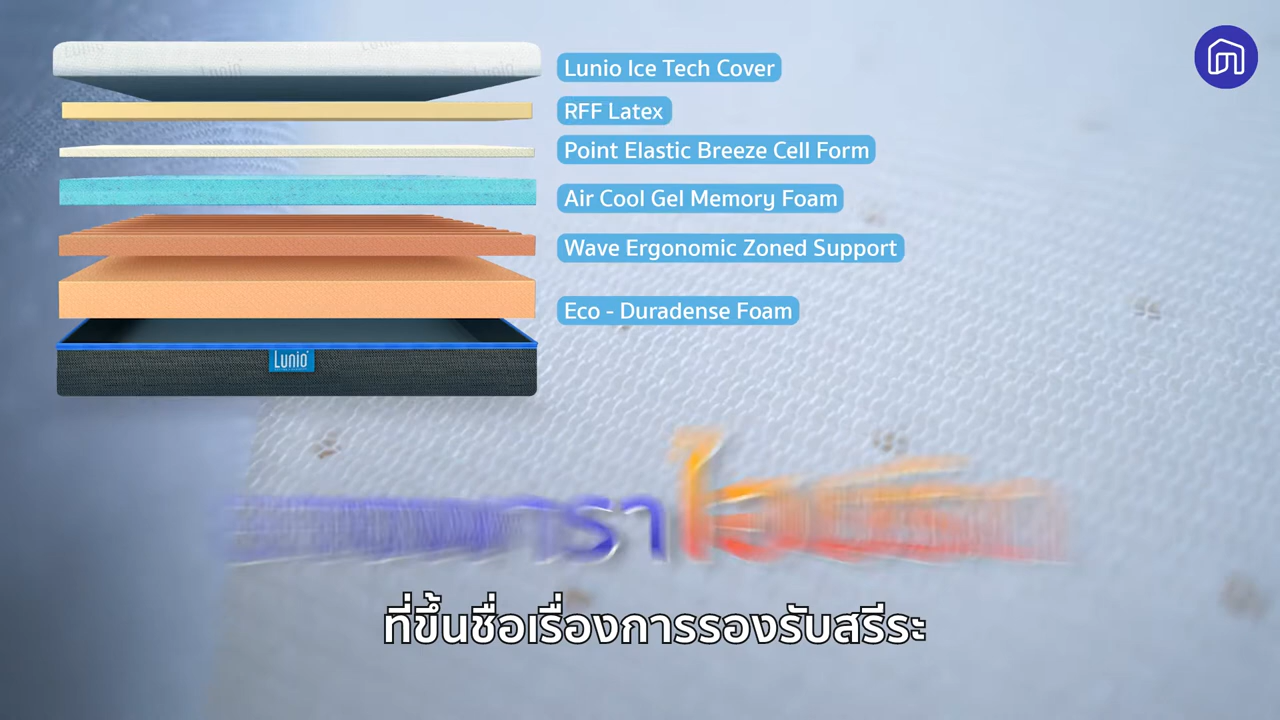 Lunio Ice Tech Cover
RFF Latex
Point Elastic Breeze Cell Form
Air Cool Gel Memory Foam
Wave Ergonomic Zoned Support
Eco - Duradense Foam
Lunio
ที่ขึ้นชื่อเรื่องการรองรับสรีระ